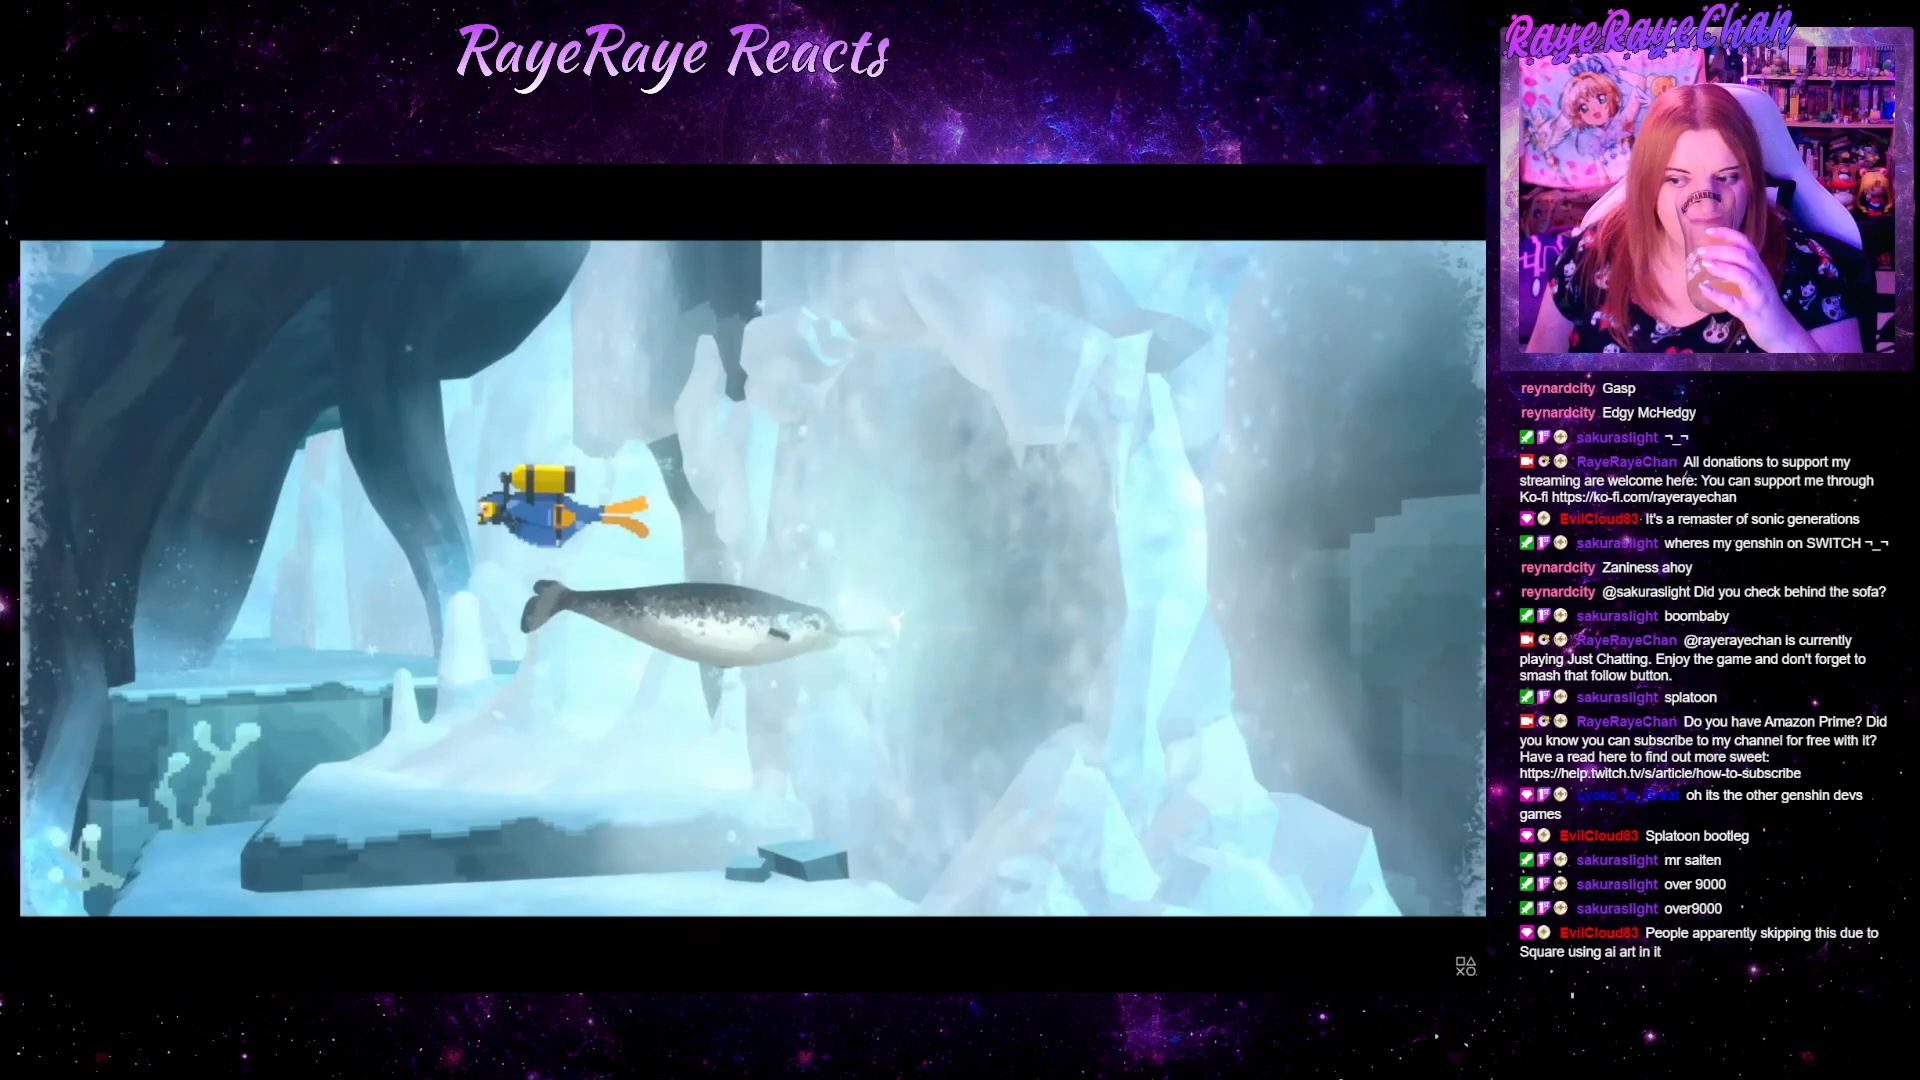 RayeRaye Reacts
RayeRayeChan
reynardcity Gasp
reynardcity Edgy McHedgy
sakuraslight ¬_¬
RayeRayeChan All donations to support my
streaming are welcome here: You can support me through
Ko-fi https://ko-fi.com/rayerayechan
EvilCloud83 It's a remaster of sonic generations
sakuraslight wheres my genshin on SWITCH ¬_¬
reynardcity Zaniness ahoy
reynardcity @sakuraslight Did you check behind the sofa?
sakuraslight boombaby
RayeRayeChan @rayerayechan is currently
playing Just Chatting. Enjoy the game and don't forget to
smash that follow button.
sakuraslight splatoon
RayeRayeChan Do you have Amazon Prime? Did
you know you can subscribe to my channel for free with it?
Have a read here to find out more sweet:
https://help.twitch.tv/s/article/how-to-subscribe
oh its the other genshin devs
games
EvilCloud83 Splatoon bootleg
sakuraslight mr saiten
sakuraslight over 9000
sakuraslight over9000
EvilCloud83 People apparently skipping this due to
Square using ai art in it